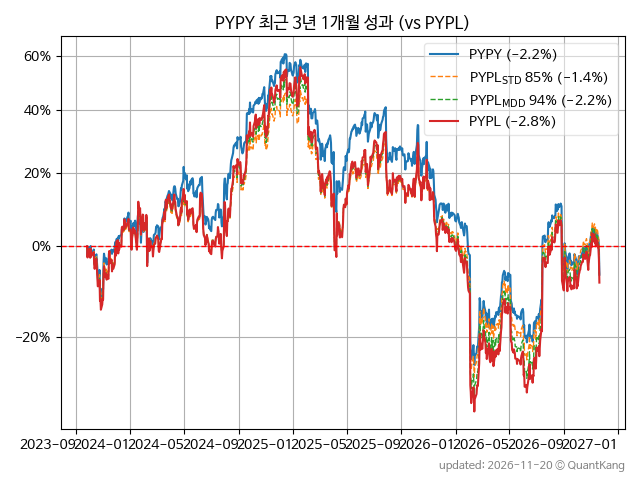 PYPY 최근 3년 1개월 성과 (vs PYPL)
PYPY (−2.2%)
PYPLSTD 85% (−1.4%)
PYPLMDD 94% (−2.2%)
PYPL (−2.8%)
60%
40%
20%
0%
−20%
2023-09 2024-01 2024-05 2024-09 2025-01 2025-05 2025-09 2026-01 2026-05 2026-09 2027-01
updated: 2026-11-20 © QuantKang